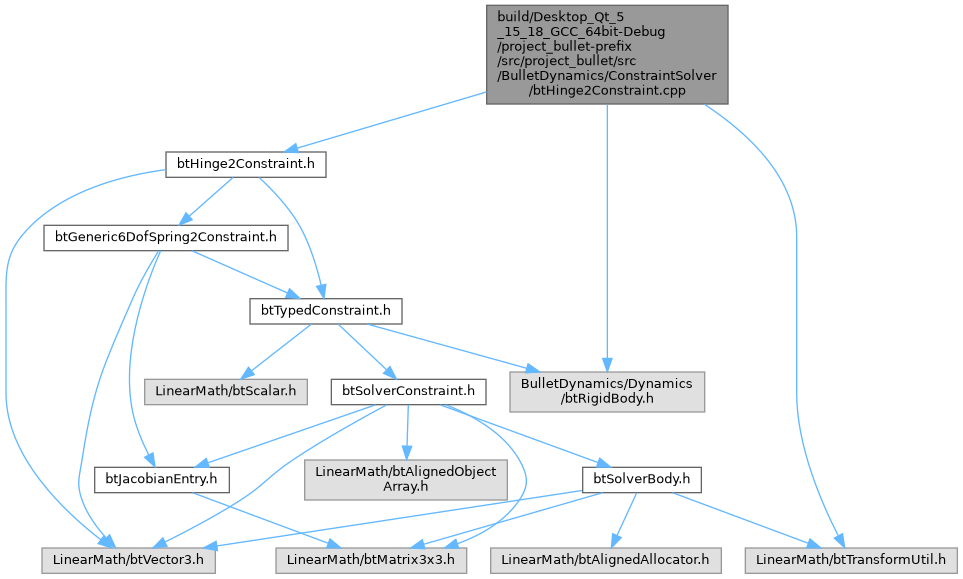 build/Desktop_Qt_5
_15_18_GCC_64bit-Debug
/project_bullet-prefix
/src/project_bullet/src
/BulletDynamics/ConstraintSolver
/btHinge2Constraint.cpp
btHinge2Constraint.h
btGeneric6DofSpring2Constraint.h
btTypedConstraint.h
LinearMath/btScalar.h
btSolverConstraint.h
BulletDynamics/Dynamics
/btRigidBody.h
btJacobianEntry.h
LinearMath/btAlignedObject
Array.h
btSolverBody.h
LinearMath/btVector3.h
LinearMath/btMatrix3x3.h
LinearMath/btAlignedAllocator.h
LinearMath/btTransformUtil.h